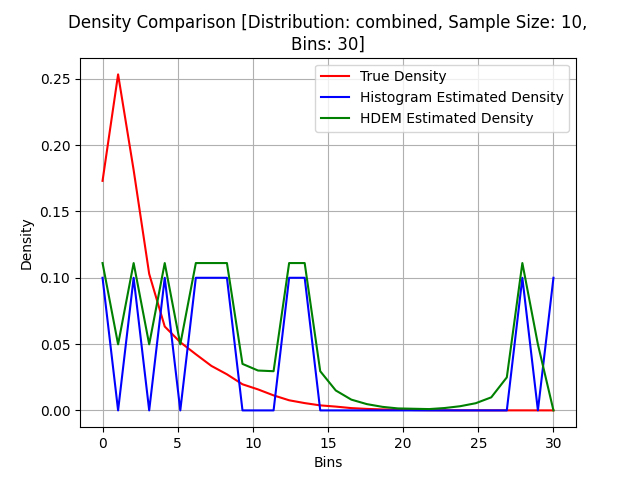 Density Comparison [Distribution: combined, Sample Size: 10,
Bins: 30]
True Density
Histogram Estimated Density
HDEM Estimated Density
Density
0.25
0.20
0.15
0.10
0.05
0.00
0 5 10 15 20 25 30
Bins